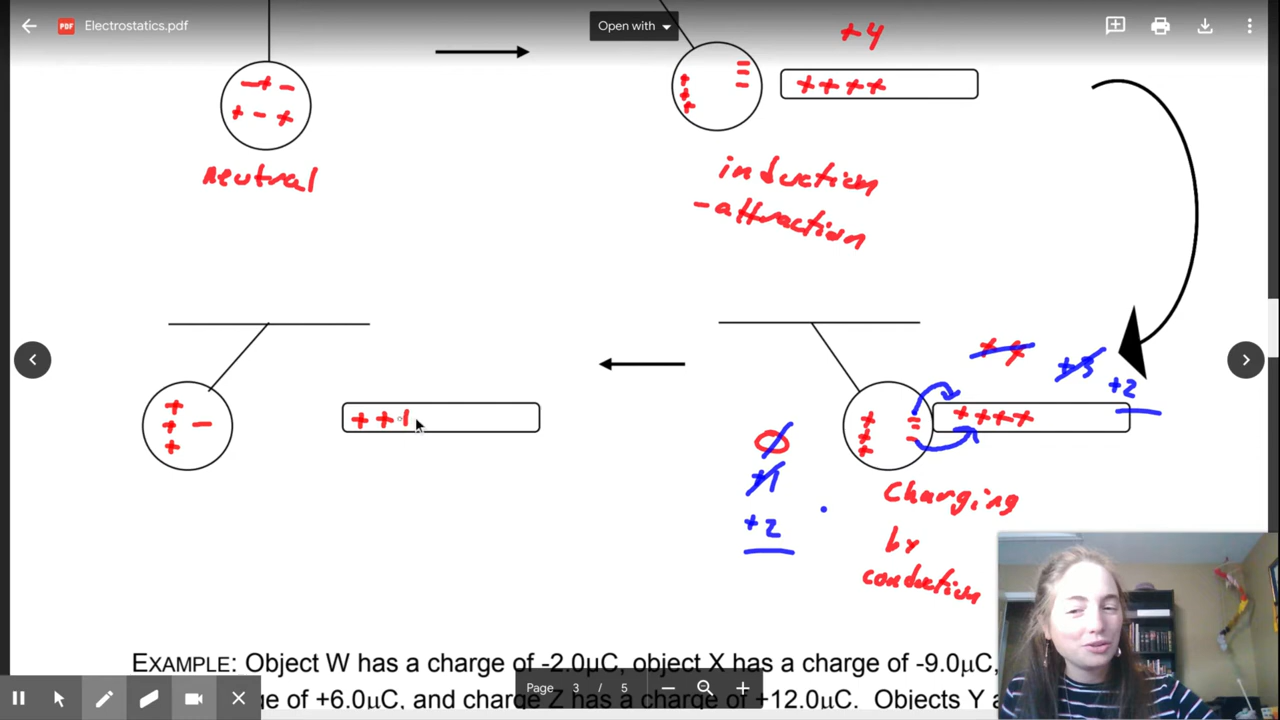 Electrostatics.pdf
Open with
PDF
- + -
+ - +
neutral
+4
+ + + +
+
+
+
-
-
-
induction
- attraction
+4
+3
+2
+
+
+
-
-
-
+ + + +
0
+1
+2
Charging
by
conduction
+
+ -
+
+ + ı
EXAMPLE: Object W has a charge of -2.0µC, object X has a charge of -9.0µC,
ge of +6.0µC, and charge Z has a charge of +12.0µC. Objects Y
Page 3 / 5